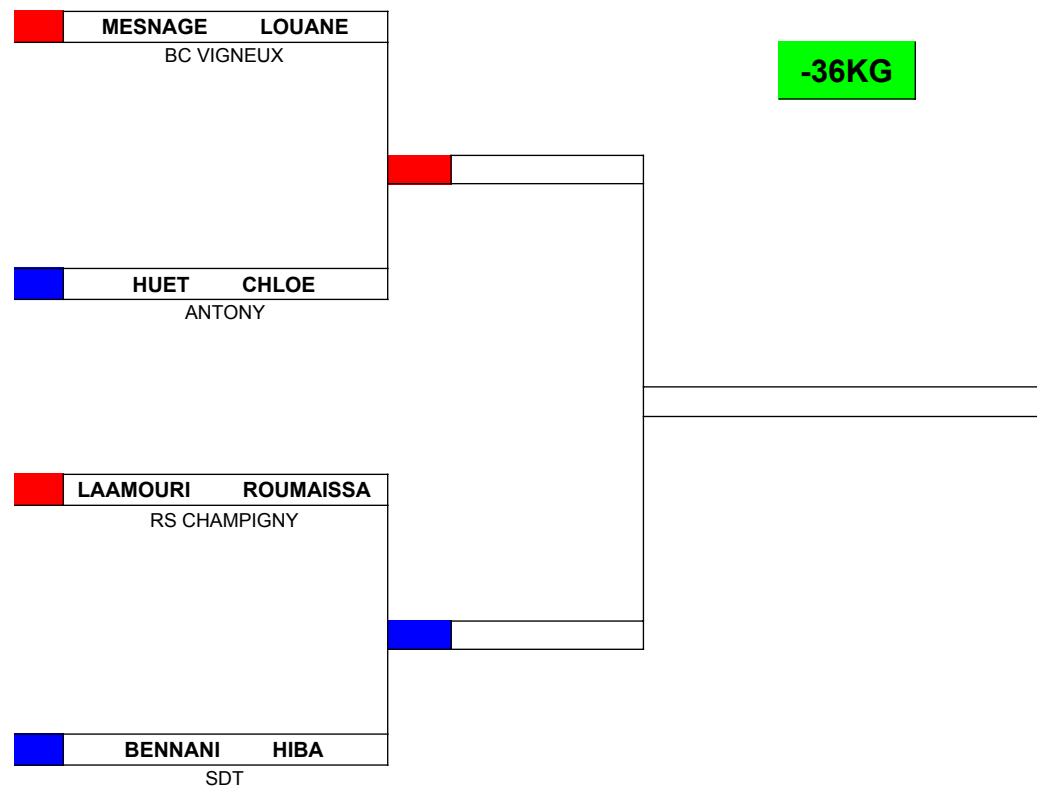 MESNAGE LOUANE
BC VIGNEUX
-36KG
HUET CHLOE
ANTONY
LAAMOURI ROUMAISSA
RS CHAMPIGNY
BENNANI HIBA
SDT